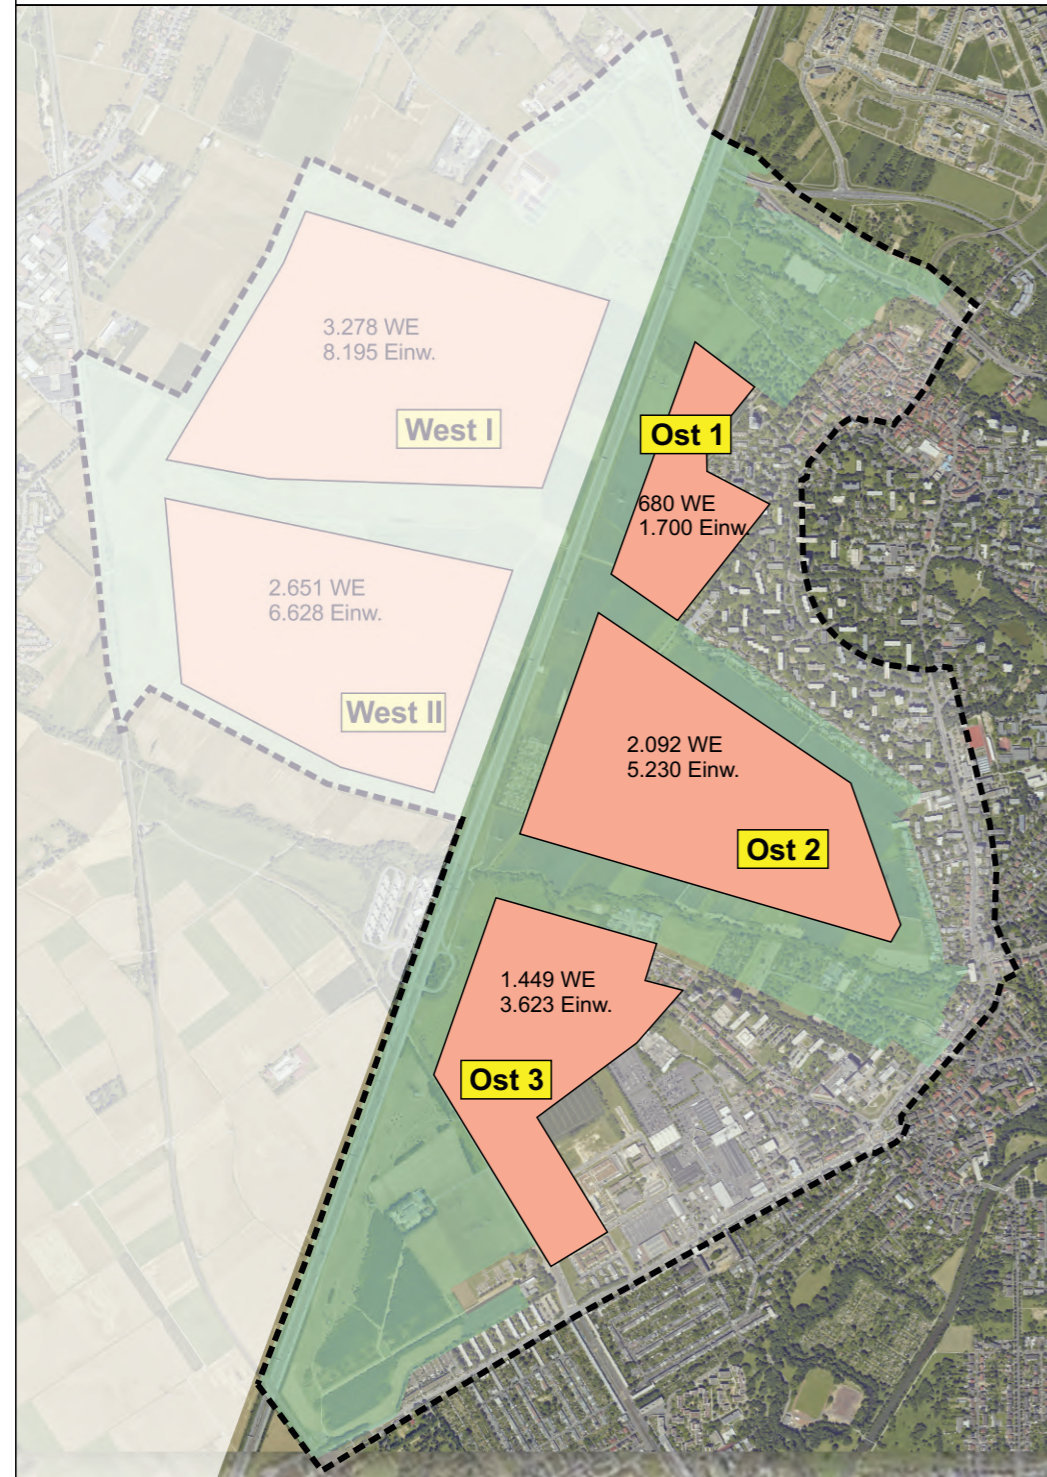 3.278 WE
8.195 Einw.
West I
Ost 1
680 WE
1.700 Einw.
2.651 WE
6.628 Einw.
West II
2.092 WE
5.230 Einw.
Ost 2
1.449 WE
3.623 Einw.
Ost 3